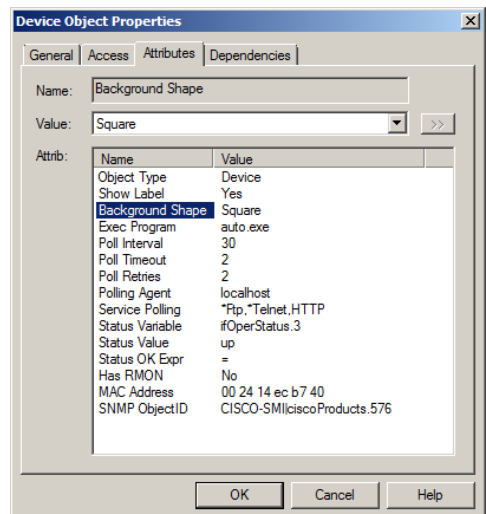 Device Object Properties
General Access Attributes Dependencies
Name: Background Shape
Value: Square >>
Attrib: Name Value
Object Type Device
Show Label Yes
Background Shape Square
Exec Program auto.exe
Poll Interval 30
Poll Timeout 2
Poll Retries 2
Polling Agent localhost
Service Polling *Ftp,*Telnet,HTTP
Status Variable ifOperStatus.3
Status Value up
Status OK Expr =
Has RMON No
MAC Address 00 24 14 ec b7 40
SNMP ObjectID CISCO-SMI|ciscoProducts.576
OK Cancel Help